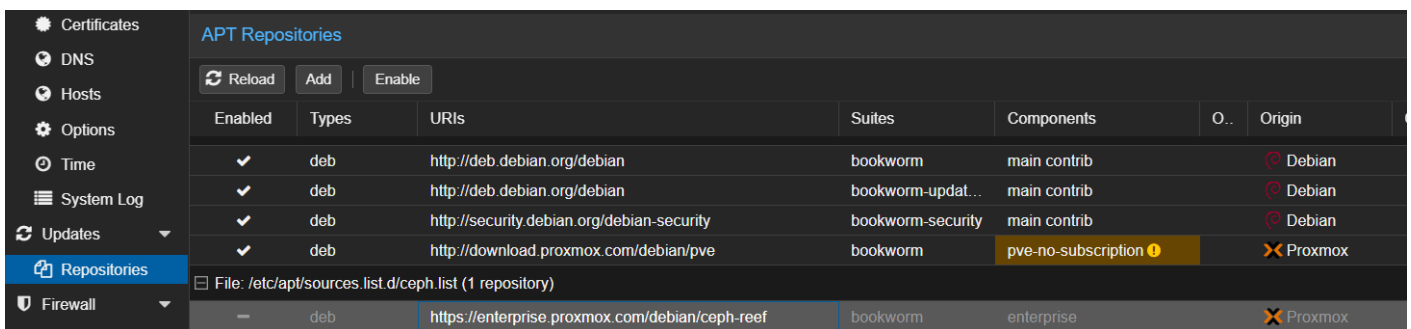 Certificates
DNS
Hosts
Options
Time
System Log
Updates
Repositories
Firewall
APT Repositories
Reload Add Enable
Enabled Types URIs Suites Components O.. Origin
deb http://deb.debian.org/debian bookworm main contrib Debian
deb http://deb.debian.org/debian bookworm-updat... main contrib Debian
deb http://security.debian.org/debian-security bookworm-security main contrib Debian
deb http://download.proxmox.com/debian/pve bookworm pve-no-subscription Proxmox
File: /etc/apt/sources.list.d/ceph.list (1 repository)
deb https://enterprise.proxmox.com/debian/ceph-reef bookworm enterprise Proxmox